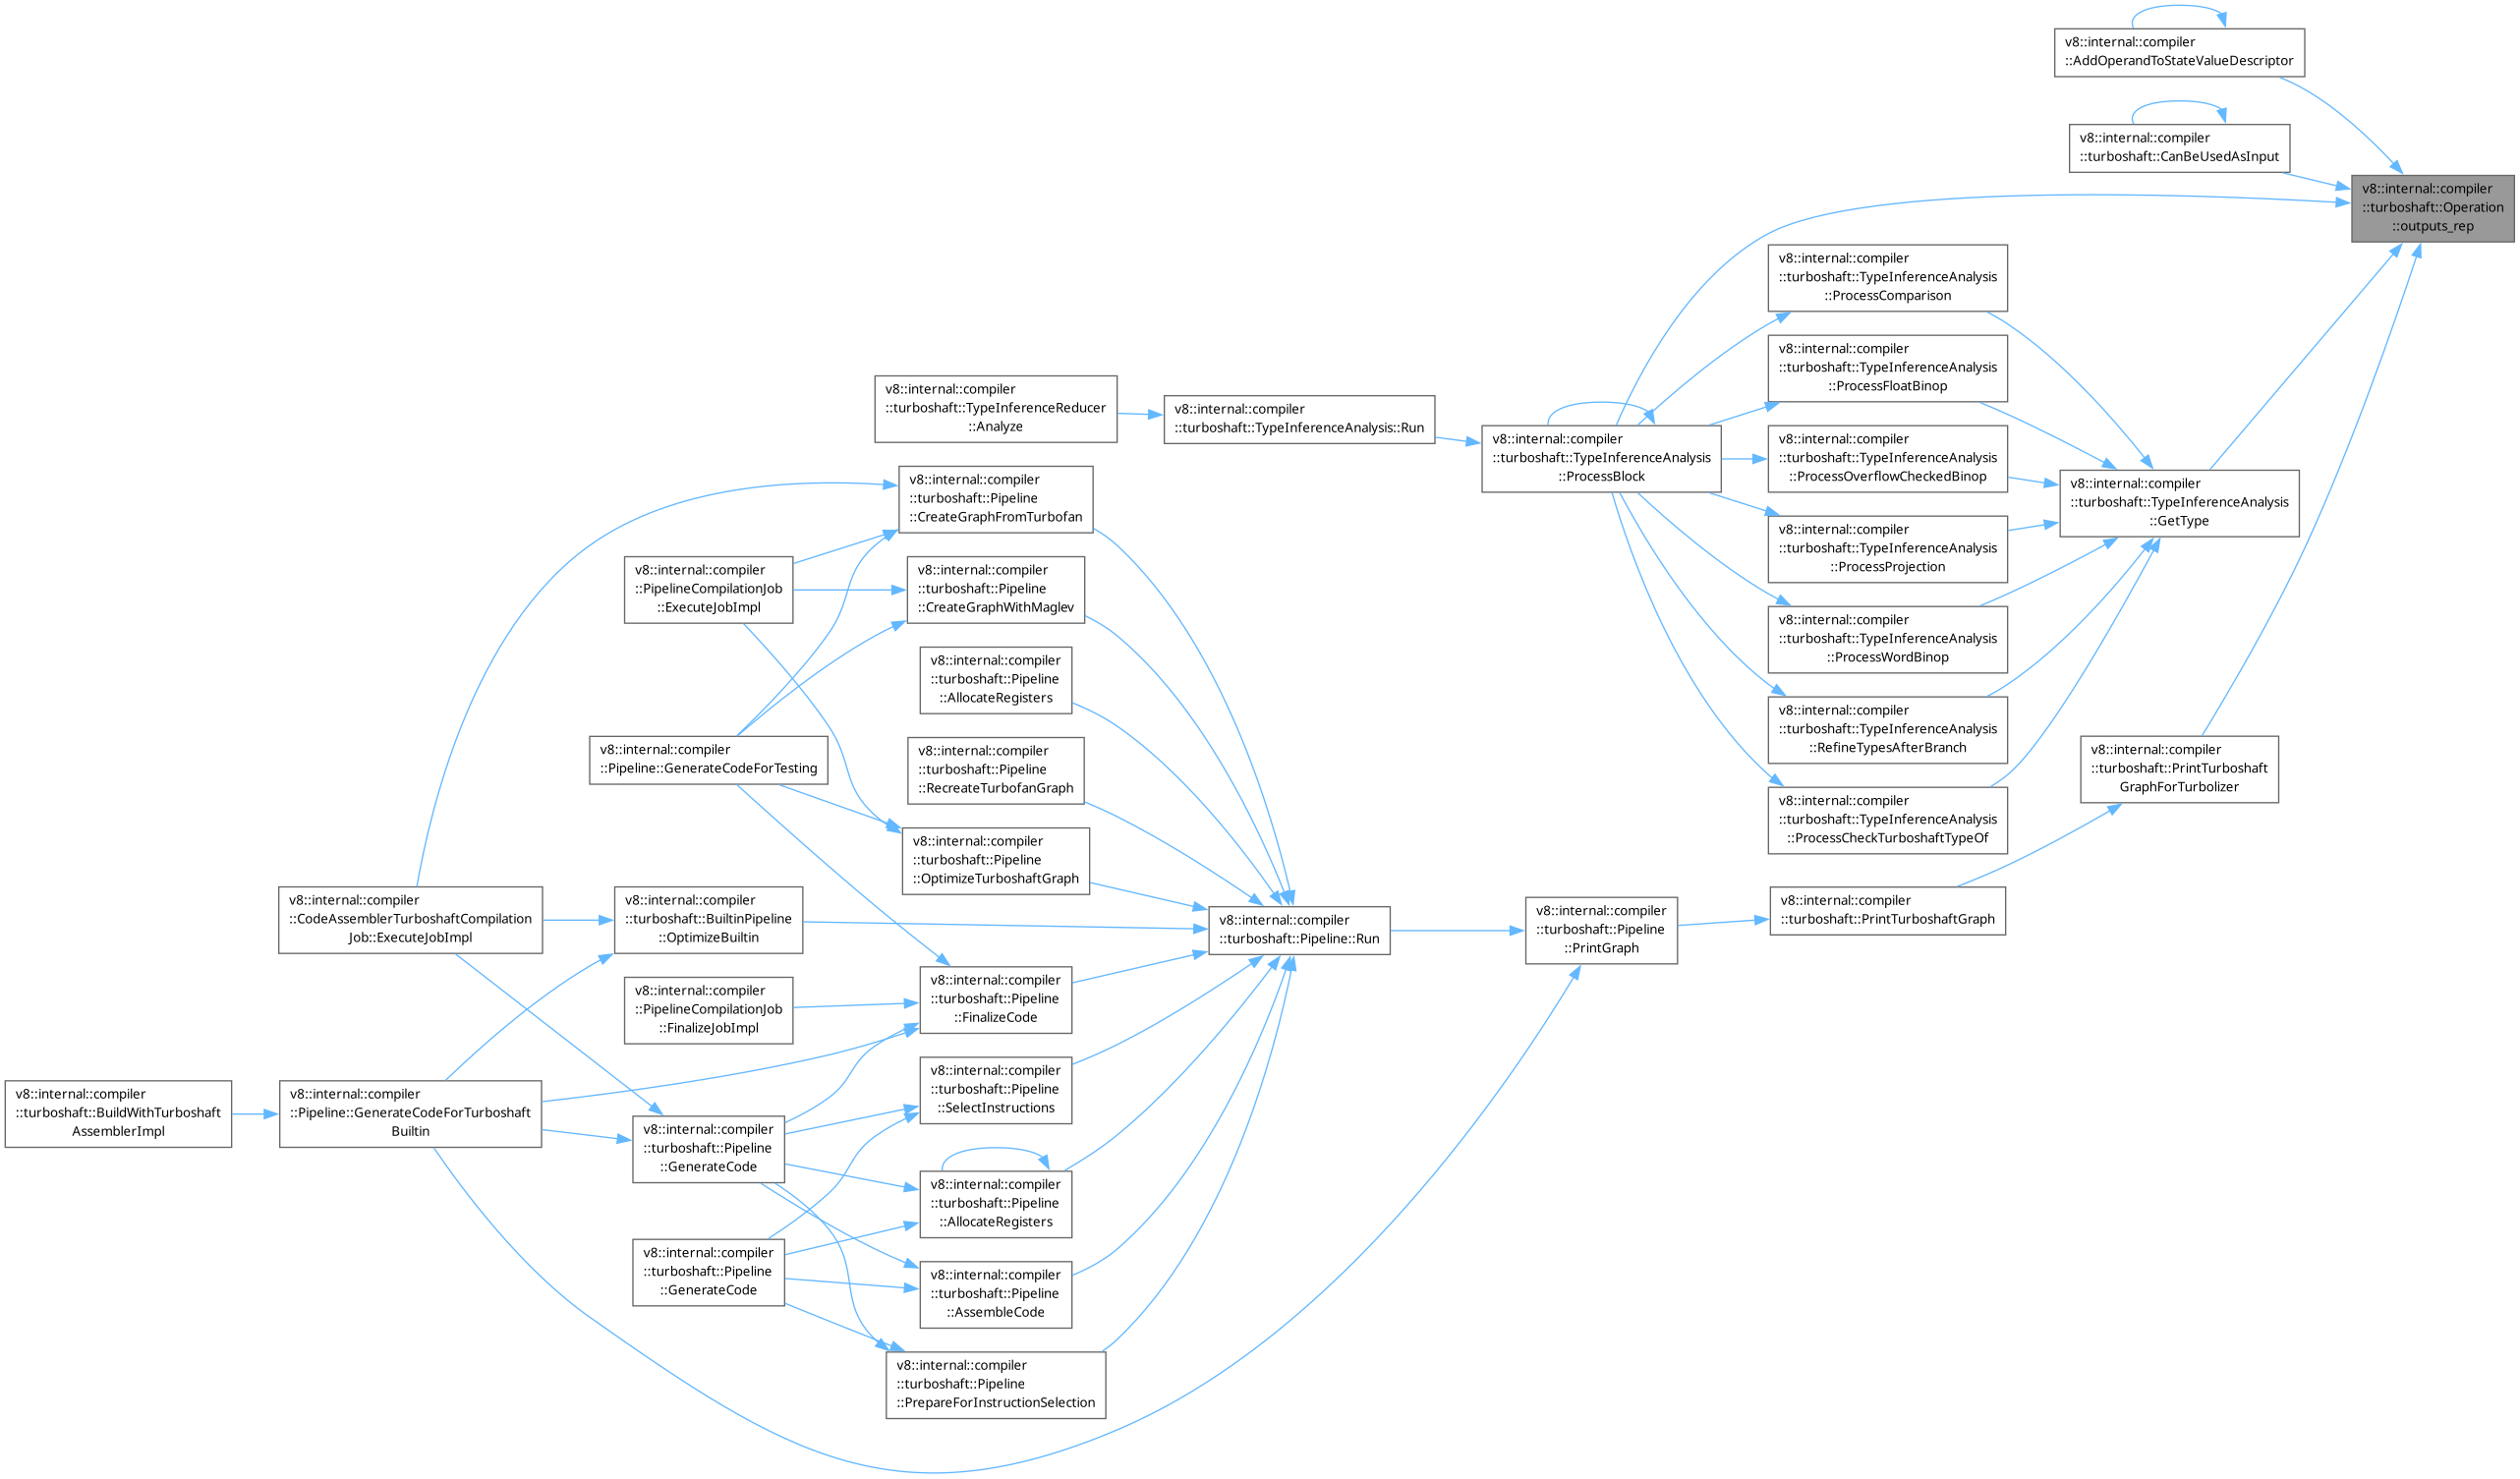 v8::internal::compiler
::AddOperandToStateValueDescriptor
v8::internal::compiler
::turboshaft::CanBeUsedAsInput
v8::internal::compiler
::turboshaft::Operation
::outputs_rep
v8::internal::compiler
::turboshaft::TypeInferenceAnalysis
::ProcessComparison
v8::internal::compiler
::turboshaft::TypeInferenceAnalysis
::ProcessFloatBinop
v8::internal::compiler
::turboshaft::TypeInferenceReducer
::Analyze
v8::internal::compiler
::turboshaft::TypeInferenceAnalysis::Run
v8::internal::compiler
::turboshaft::TypeInferenceAnalysis
::ProcessBlock
v8::internal::compiler
::turboshaft::TypeInferenceAnalysis
::ProcessOverflowCheckedBinop
v8::internal::compiler
::turboshaft::TypeInferenceAnalysis
::GetType
v8::internal::compiler
::turboshaft::Pipeline
::CreateGraphFromTurbofan
v8::internal::compiler
::turboshaft::TypeInferenceAnalysis
::ProcessProjection
v8::internal::compiler
::PipelineCompilationJob
::ExecuteJobImpl
v8::internal::compiler
::turboshaft::Pipeline
::CreateGraphWithMaglev
v8::internal::compiler
::turboshaft::TypeInferenceAnalysis
::ProcessWordBinop
v8::internal::compiler
::turboshaft::Pipeline
::AllocateRegisters
v8::internal::compiler
::turboshaft::TypeInferenceAnalysis
::RefineTypesAfterBranch
v8::internal::compiler
::Pipeline::GenerateCodeForTesting
v8::internal::compiler
::turboshaft::Pipeline
::RecreateTurbofanGraph
v8::internal::compiler
::turboshaft::PrintTurboshaft
GraphForTurbolizer
v8::internal::compiler
::turboshaft::TypeInferenceAnalysis
::ProcessCheckTurboshaftTypeOf
v8::internal::compiler
::turboshaft::Pipeline
::OptimizeTurboshaftGraph
v8::internal::compiler
::CodeAssemblerTurboshaftCompilation
Job::ExecuteJobImpl
v8::internal::compiler
::turboshaft::BuiltinPipeline
::OptimizeBuiltin
v8::internal::compiler
::turboshaft::Pipeline::Run
v8::internal::compiler
::turboshaft::Pipeline
::PrintGraph
v8::internal::compiler
::turboshaft::PrintTurboshaftGraph
v8::internal::compiler
::PipelineCompilationJob
::FinalizeJobImpl
v8::internal::compiler
::turboshaft::Pipeline
::FinalizeCode
v8::internal::compiler
::turboshaft::Pipeline
::SelectInstructions
v8::internal::compiler
::turboshaft::BuildWithTurboshaft
AssemblerImpl
v8::internal::compiler
::Pipeline::GenerateCodeForTurboshaft
Builtin
v8::internal::compiler
::turboshaft::Pipeline
::GenerateCode
v8::internal::compiler
::turboshaft::Pipeline
::AllocateRegisters
v8::internal::compiler
::turboshaft::Pipeline
::GenerateCode
v8::internal::compiler
::turboshaft::Pipeline
::AssembleCode
v8::internal::compiler
::turboshaft::Pipeline
::PrepareForInstructionSelection